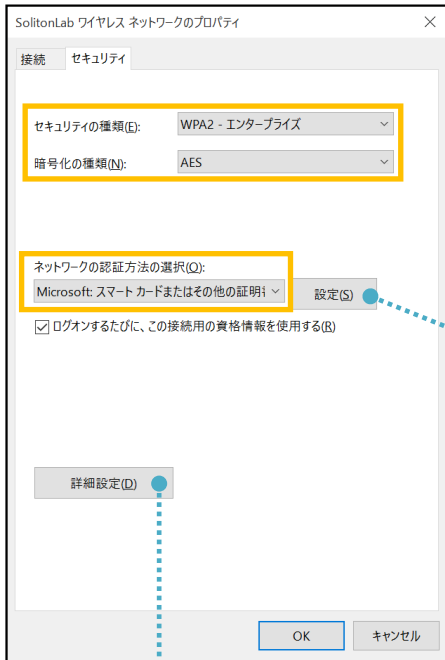 SolitonLab ワイヤレス ネットワークのプロパティ
接続 セキュリティ
セキュリティの種類(E): WPA2 - エンタープライズ
暗号化の種類(N): AES
ネットワークの認証方法の選択(O):
Microsoft: スマート カードまたはその他の証明 設定(S)
ログオンするたびに、この接続用の資格情報を使用する(R)
詳細設定(D)
OK キャンセル